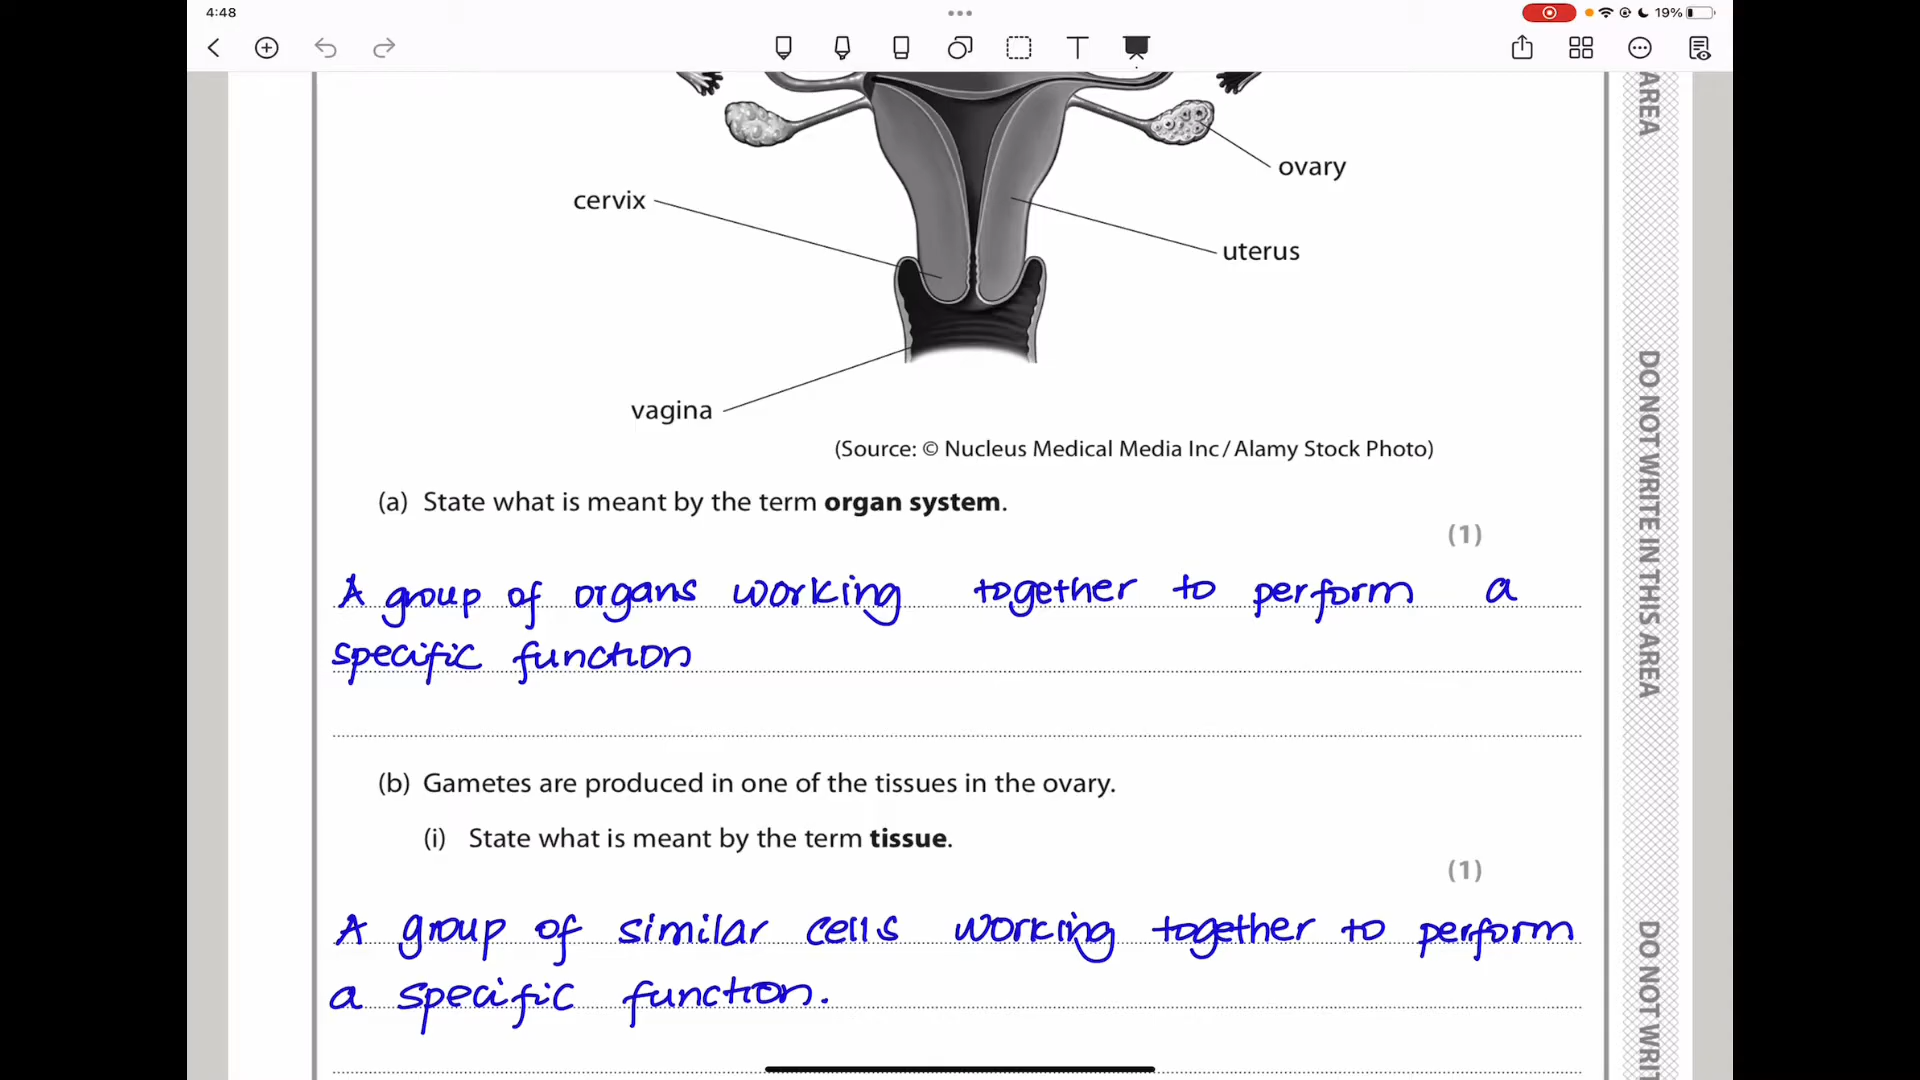 4:48
19%
AREA
ovary
cervix
uterus
vagina
(Source: © Nucleus Medical Media Inc / Alamy Stock Photo)
(a) State what is meant by the term organ system.
(1)
A group of organs working together to perform a
specific function
DO NOT WRITE IN THIS AREA
(b) Gametes are produced in one of the tissues in the ovary.
(i) State what is meant by the term tissue.
(1)
A group of similar cells working together to perform
a specific function.
DO NOT WRI